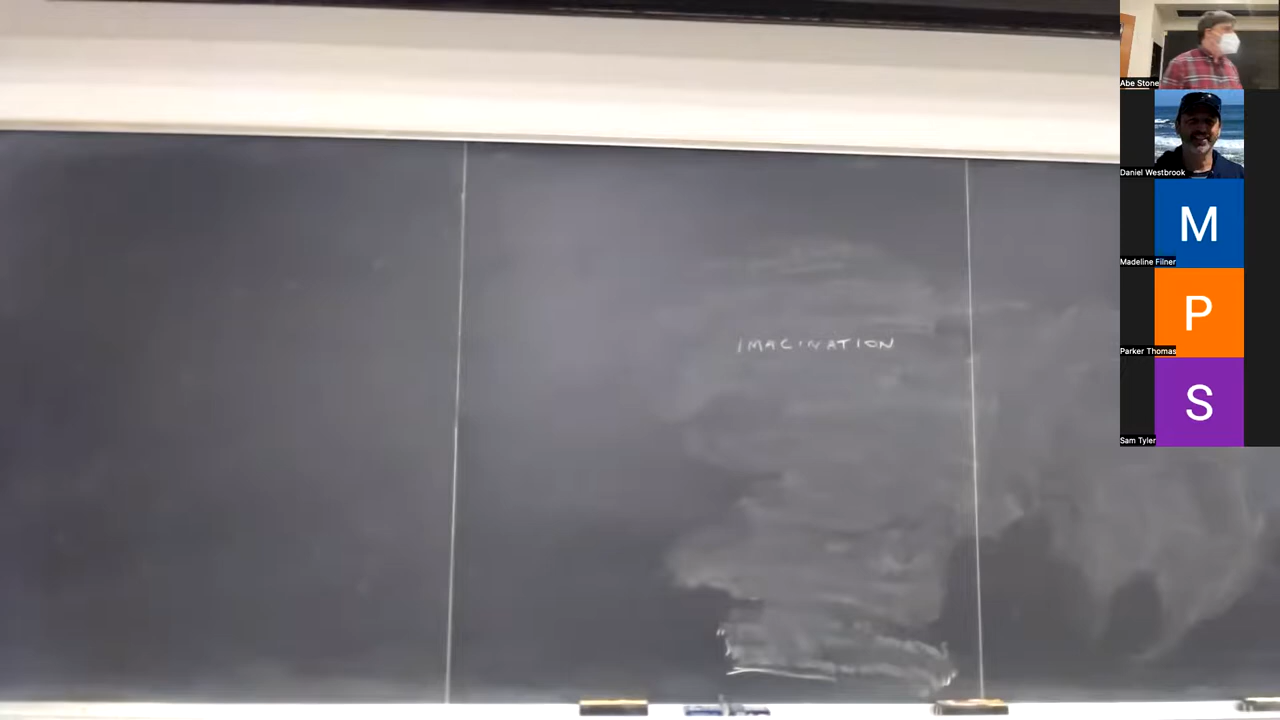 Abe Stone
Daniel Westbrook
M
Madeline Filner
IMAGINATION
P
Parker Thomas
S
Sam Tyler